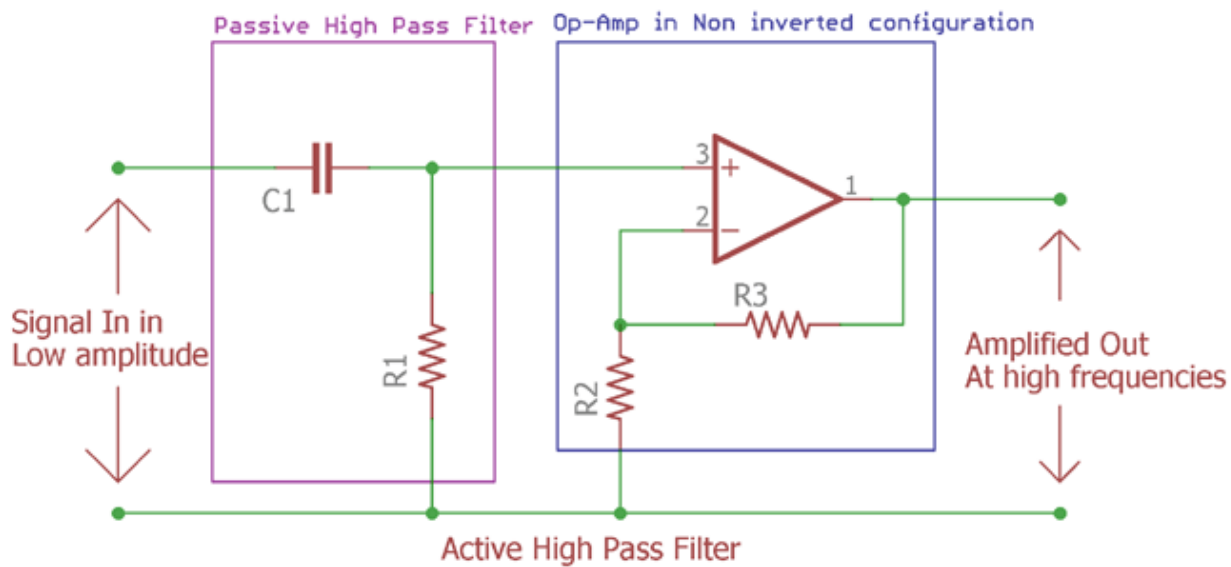 Passive High Pass Filter
Op-Amp in Non inverted configuration
C1
R1
3
+
2
−
1
R3
R2
Signal In in
Low amplitude
Amplified Out
At high frequencies
Active High Pass Filter